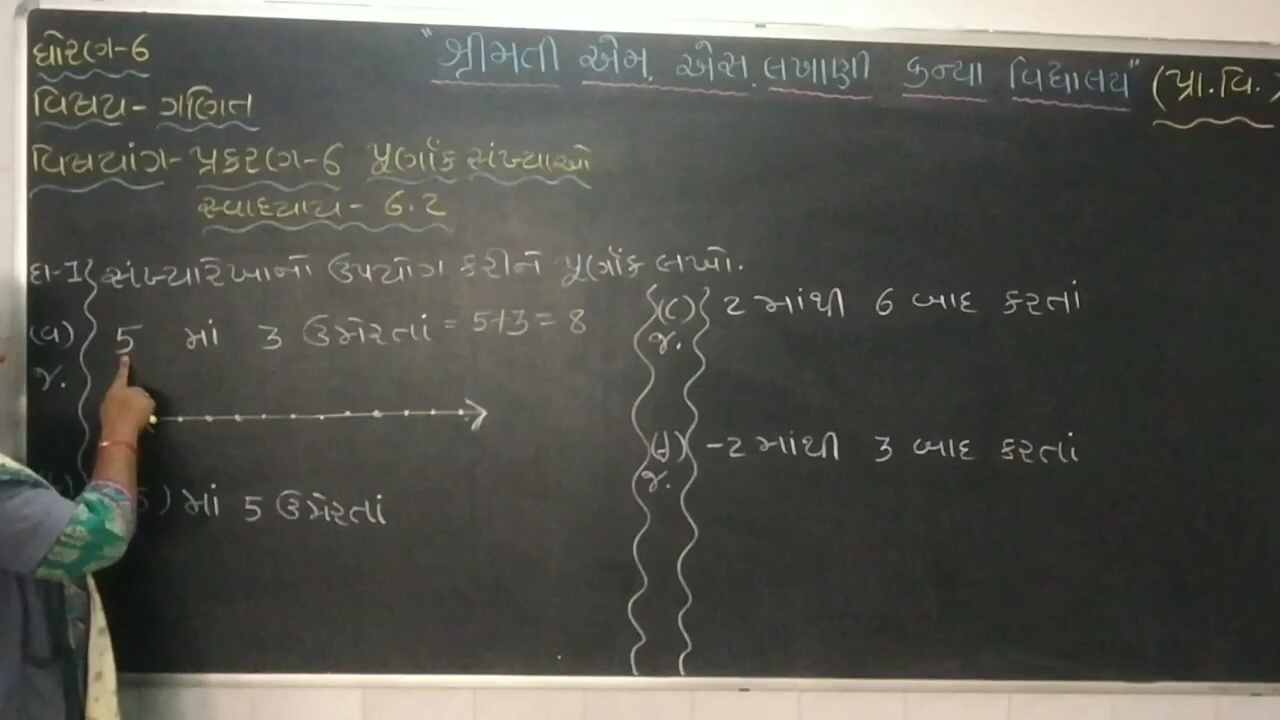 ધોરણ-6
"શ્રીમતી એમ. એસ. લખાણી કન્યા વિદ્યાલય" (પ્રા.વિ.)
વિષય - ગણિત
વિષયાંગ - પ્રકરણ-6 પૂર્ણાંક સંખ્યાઓ
સ્વાધ્યાય - 6.2
દા-1 સંખ્યારેખાનો ઉપયોગ કરીને પૂર્ણાંક લખો.
(a) 5 માં 3 ઉમેરતાં = 5+3 = 8
જ.
5) માં 5 ઉમેરતાં
(c) 2 માંથી 6 બાદ કરતાં
જ.
(d) -2 માંથી 3 બાદ કરતાં
જ.